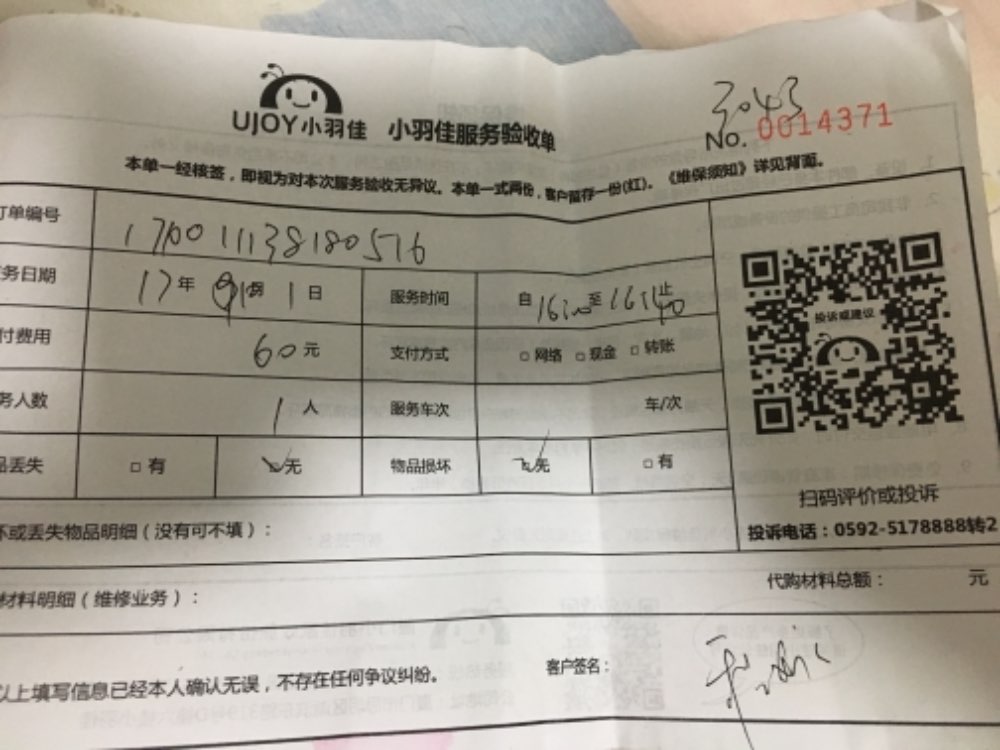 3043
UJOY小羽佳 小羽佳服务验收单
No. 0014371
本单一经核签，即视为对本次服务验收无异议。本单一式两份，客户留存一份(红)。《维保须知》详见背面。
订单编号 170011138180516
务日期 17年 月 1日 服务时间 自 至 止
付费用 60元 支付方式 □网络 □现金 □转账
务人数 1人 服务车次 车/次
品丢失 □有 ☑无 物品损坏 ☑无 □有
投诉或建议
扫码评价或投诉
投诉电话：0592-5178888转2
坏或丢失物品明细（没有可不填）：
代购材料总额： 元
材料明细（维修业务）：
以上填写信息已经本人确认无误，不存在任何争议纠纷。 客户签名：